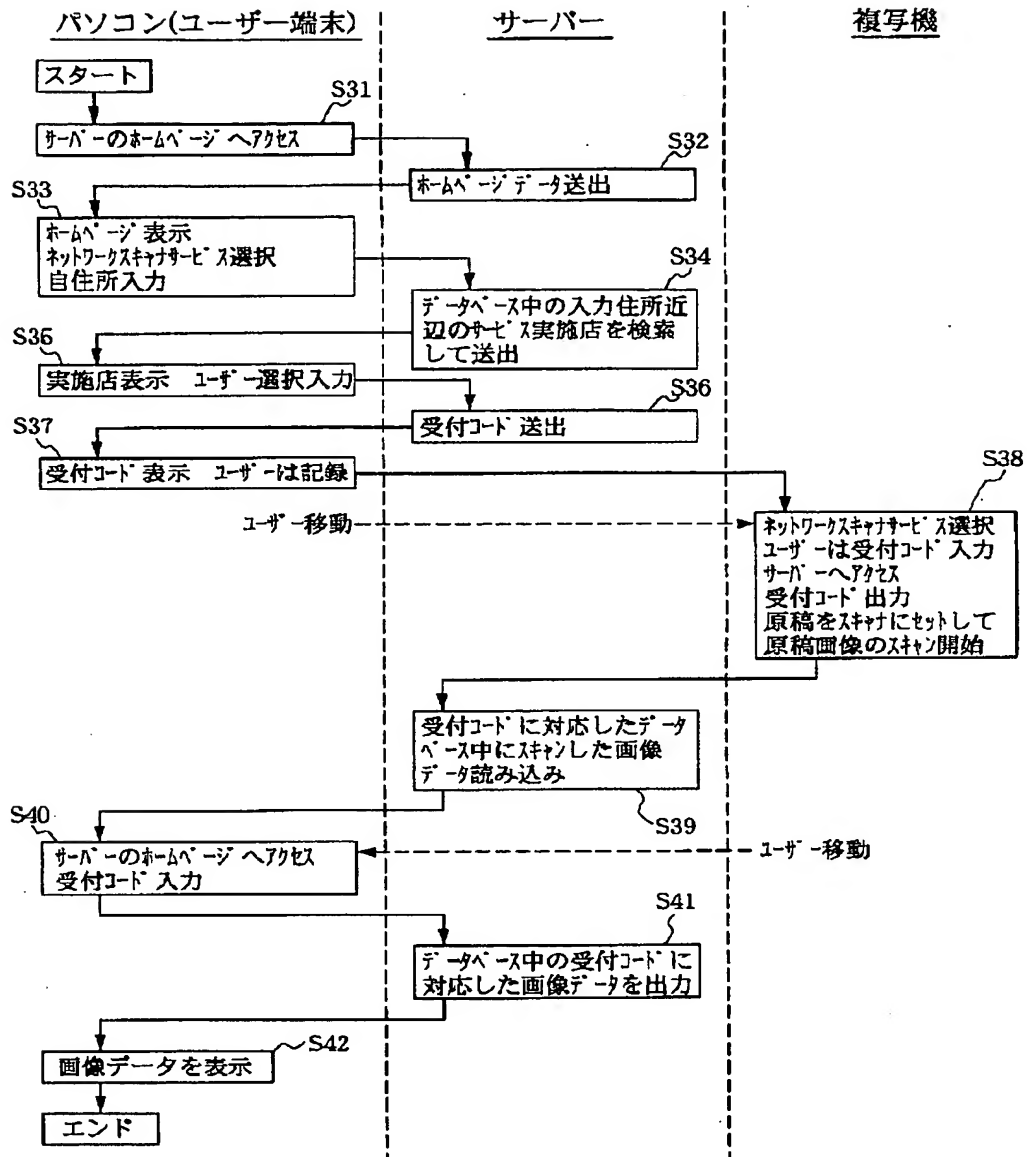 パソコン(ユーザー端末)
サーバー
複写機
スタート
S31
サーバーのホームページへアクセス
S32
ホームページデータ送出
S33
ホームページ表示
ネットワークスキャナサービス選択
自住所入力
S34
データベース中の入力住所近
辺のサービス実施店を検索
して送出
S35
実施店表示 ユーザー選択入力
S36
受付コード送出
S37
受付コード表示 ユーザーは記録
S38
ユーザー移動
ネットワークスキャナサービス選択
ユーザーは受付コード入力
サーバーへアクセス
受付コード出力
原稿をスキャナにセットして
原稿画像のスキャン開始
受付コードに対応したデータ
ベース中にスキャンした画像
データ読み込み
S39
S40
サーバーのホームページへアクセス
受付コード入力
ユーザー移動
S41
データベース中の受付コードに
対応した画像データを出力
S42
画像データを表示
エンド